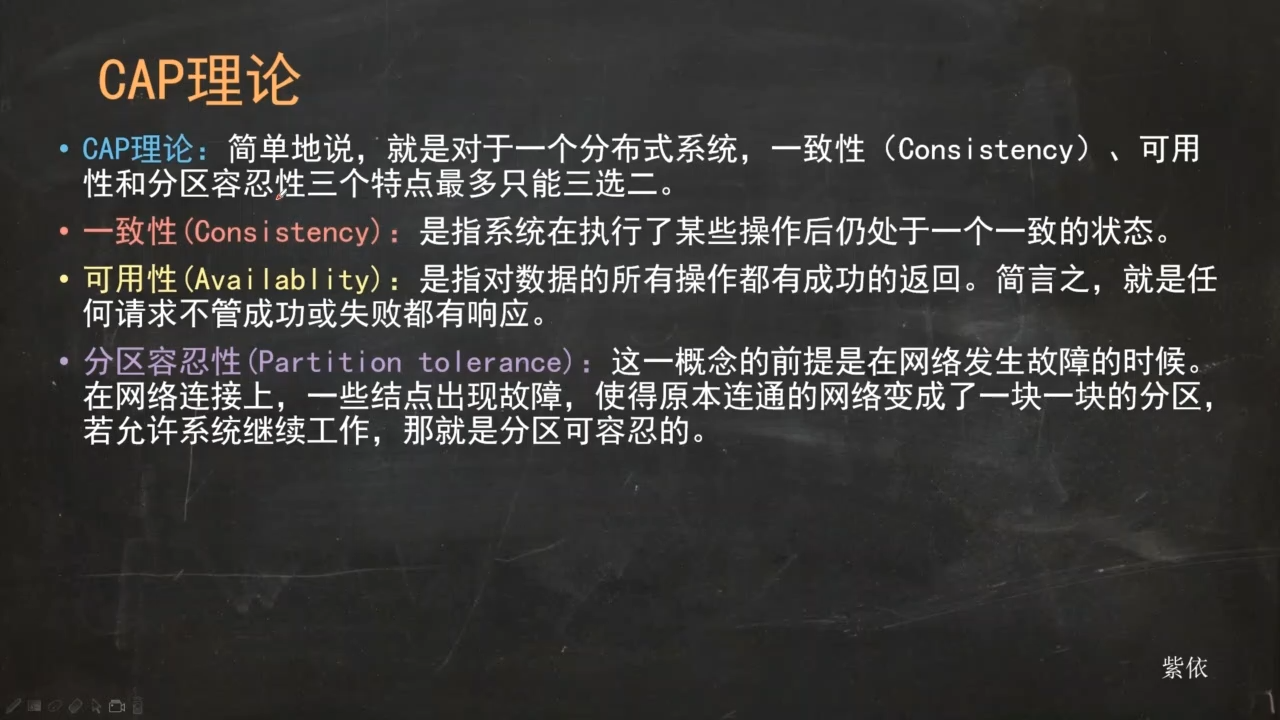 CAP理论
• CAP理论：简单地说，就是对于一个分布式系统，一致性（Consistency）、可用
性和分区容忍性三个特点最多只能三选二。
• 一致性(Consistency)：是指系统在执行了某些操作后仍处于一个一致的状态。
• 可用性(Availablity)：是指对数据的所有操作都有成功的返回。简言之，就是任
何请求不管成功或失败都有响应。
• 分区容忍性(Partition tolerance)：这一概念的前提是在网络发生故障的时候。
在网络连接上，一些结点出现故障，使得原本连通的网络变成了一块一块的分区，
若允许系统继续工作，那就是分区可容忍的。
紫依